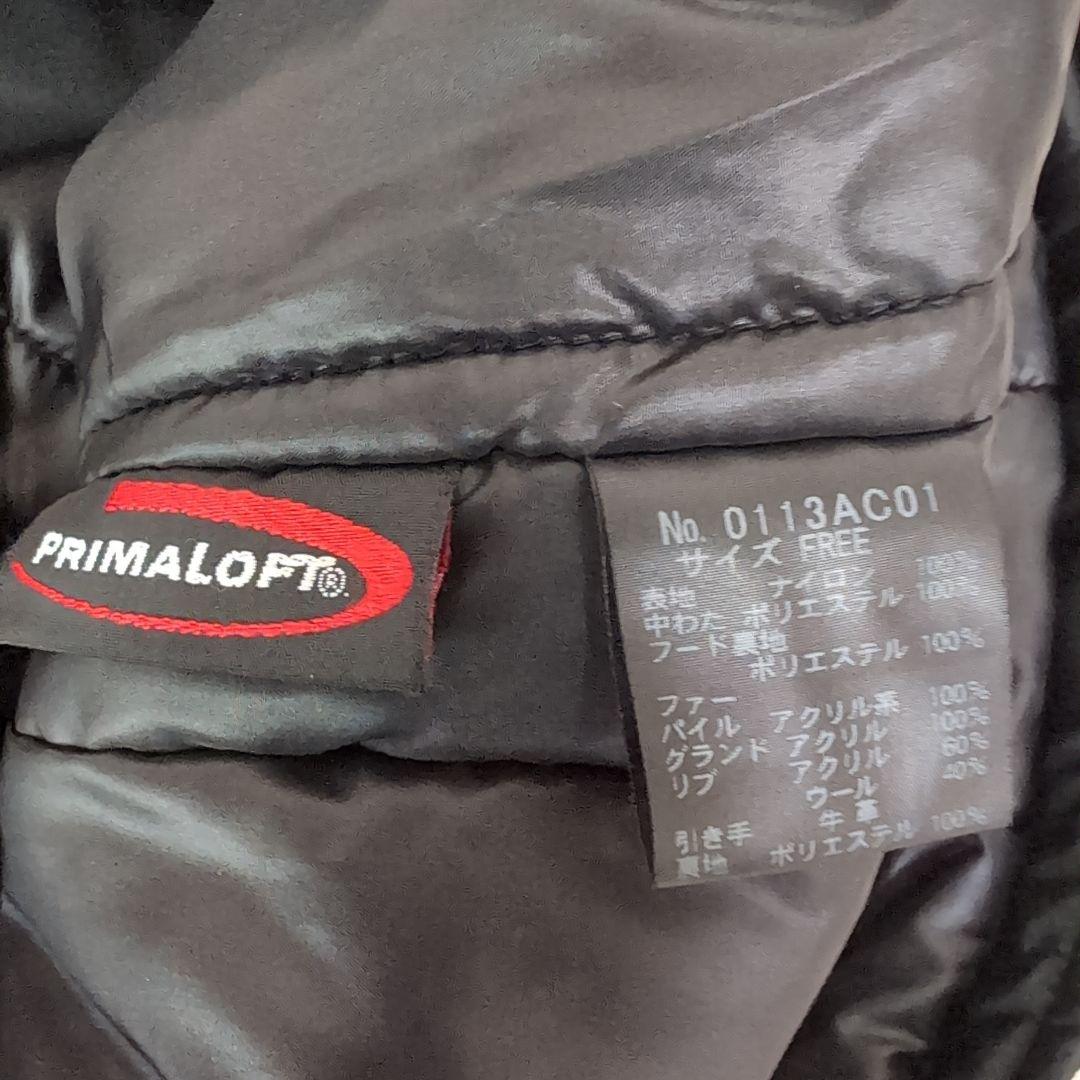 PRIMALOFT®
No. 0113AC01
サイズ FREE
表地 ナイロン 100%
中わた ポリエステル 100%
フード裏地
ポリエステル 100%
ファー
パイル アクリル系 100%
グランド アクリル 100%
リブ アクリル 60%
ウール 40%
引き手 牛革
裏地 ポリエステル 100%